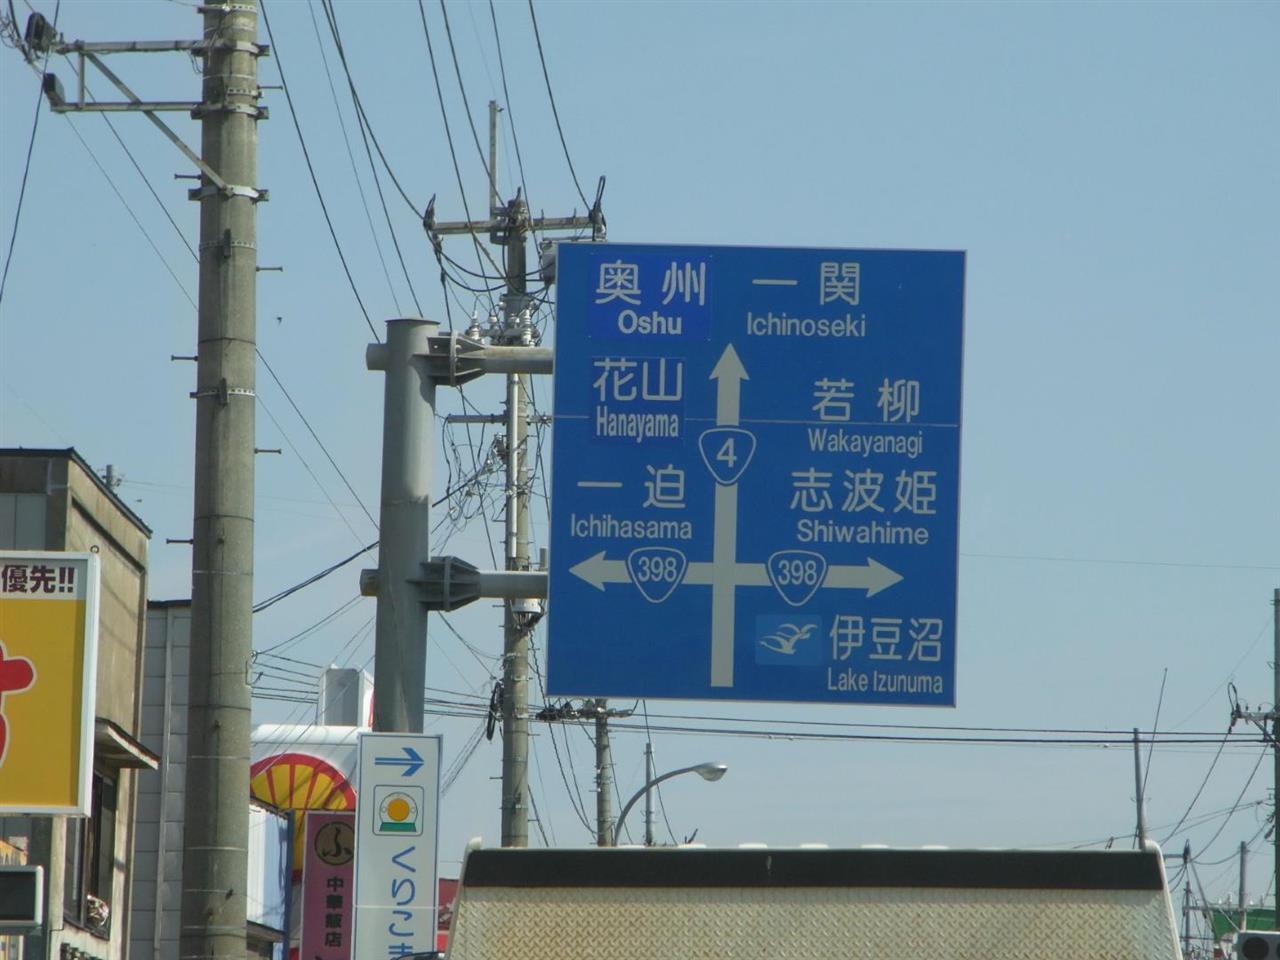 奥州 一関
Oshu Ichinoseki
花山
Hanayama
若柳
Wakayanagi
4
一迫
Ichihasama
志波姫
Shiwahime
398 398
伊豆沼
Lake Izunuma
優先!!
ふ
中華飯店
くりこま